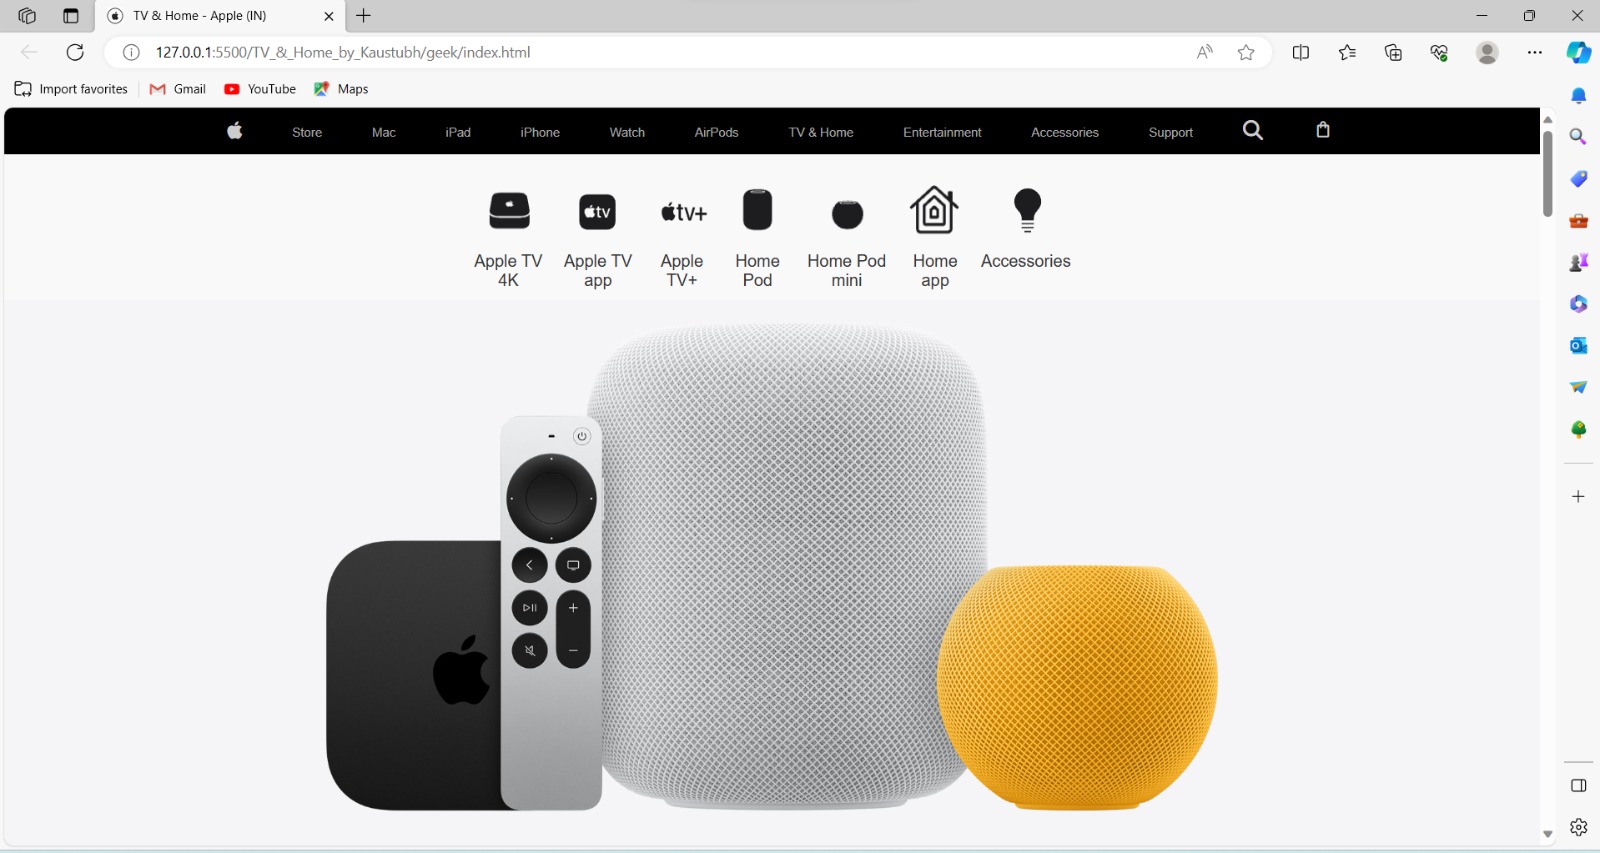 TV & Home - Apple (IN)
127.0.0.1:5500/TV_&_Home_by_Kaustubh/geek/index.html
Import favorites Gmail YouTube Maps
Store Mac iPad iPhone Watch AirPods TV & Home Entertainment Accessories Support
tv
tv+
Apple TV
4K
Apple TV
app
Apple
TV+
Home
Pod
Home Pod
mini
Home
app
Accessories